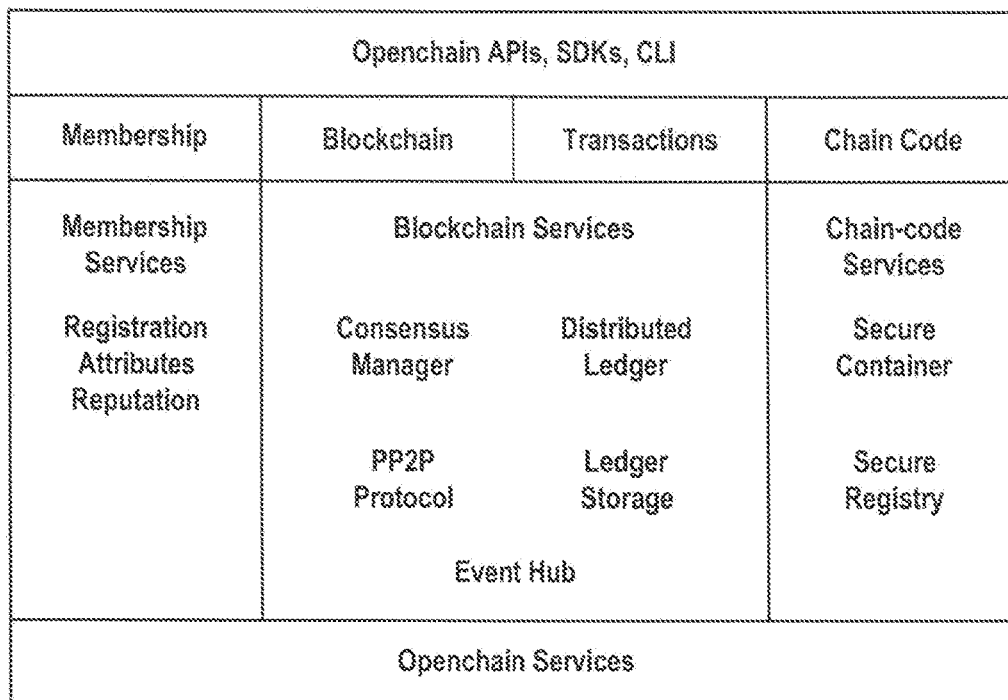 Openchain APIs, SDKs, CLI
Membership
Blockchain
Transactions
Chain Code
Membership
Services
Registration
Attributes
Reputation
Blockchain Services
Consensus
Manager
Distributed
Ledger
PP2P
Protocol
Ledger
Storage
Event Hub
Chain-code
Services
Secure
Container
Secure
Registry
Openchain Services